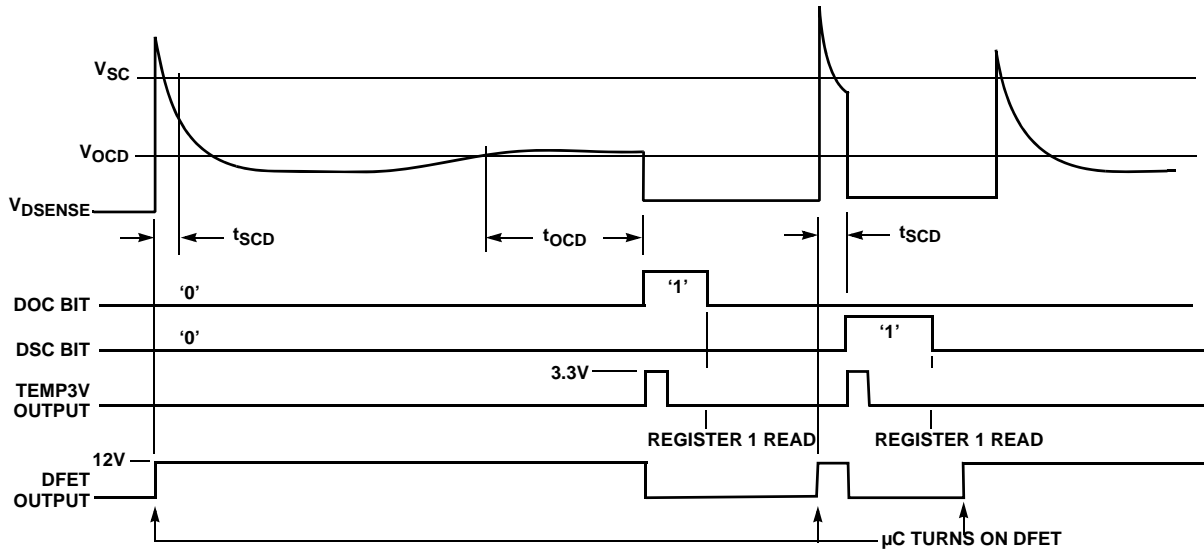 VSC
VOCD
VDSENSE
tSCD
tOCD
tSCD
DOC BIT
‘0’
‘1’
DSC BIT
‘0’
‘1’
3.3V
TEMP3V
OUTPUT
REGISTER 1 READ
REGISTER 1 READ
12V
DFET
OUTPUT
µC TURNS ON DFET